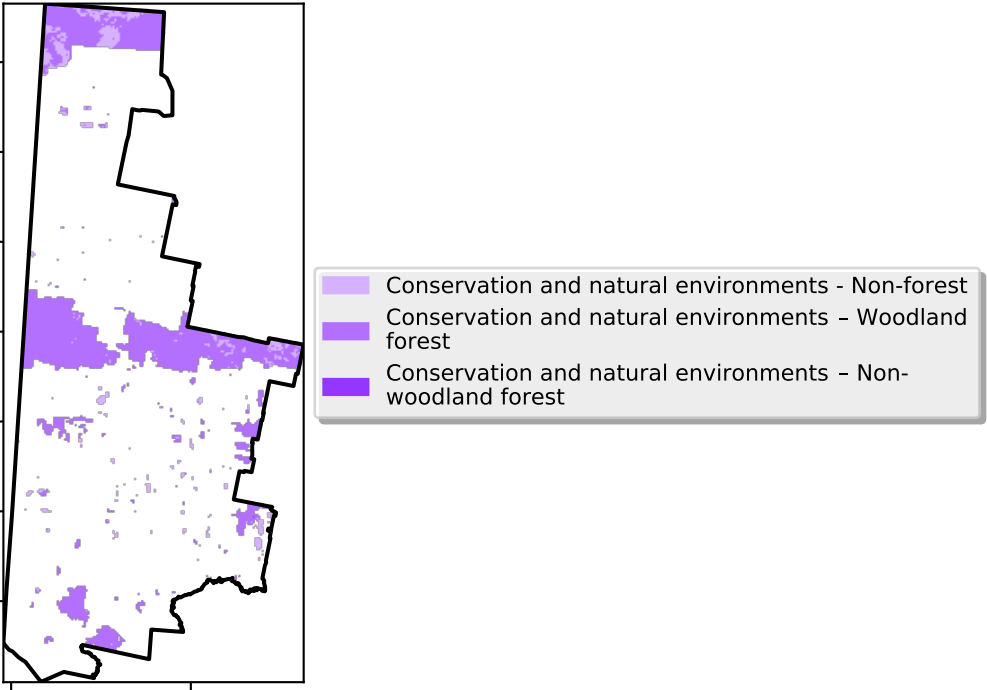 Conservation and natural environments - Non-forest
Conservation and natural environments – Woodland
forest
Conservation and natural environments – Non-
woodland forest